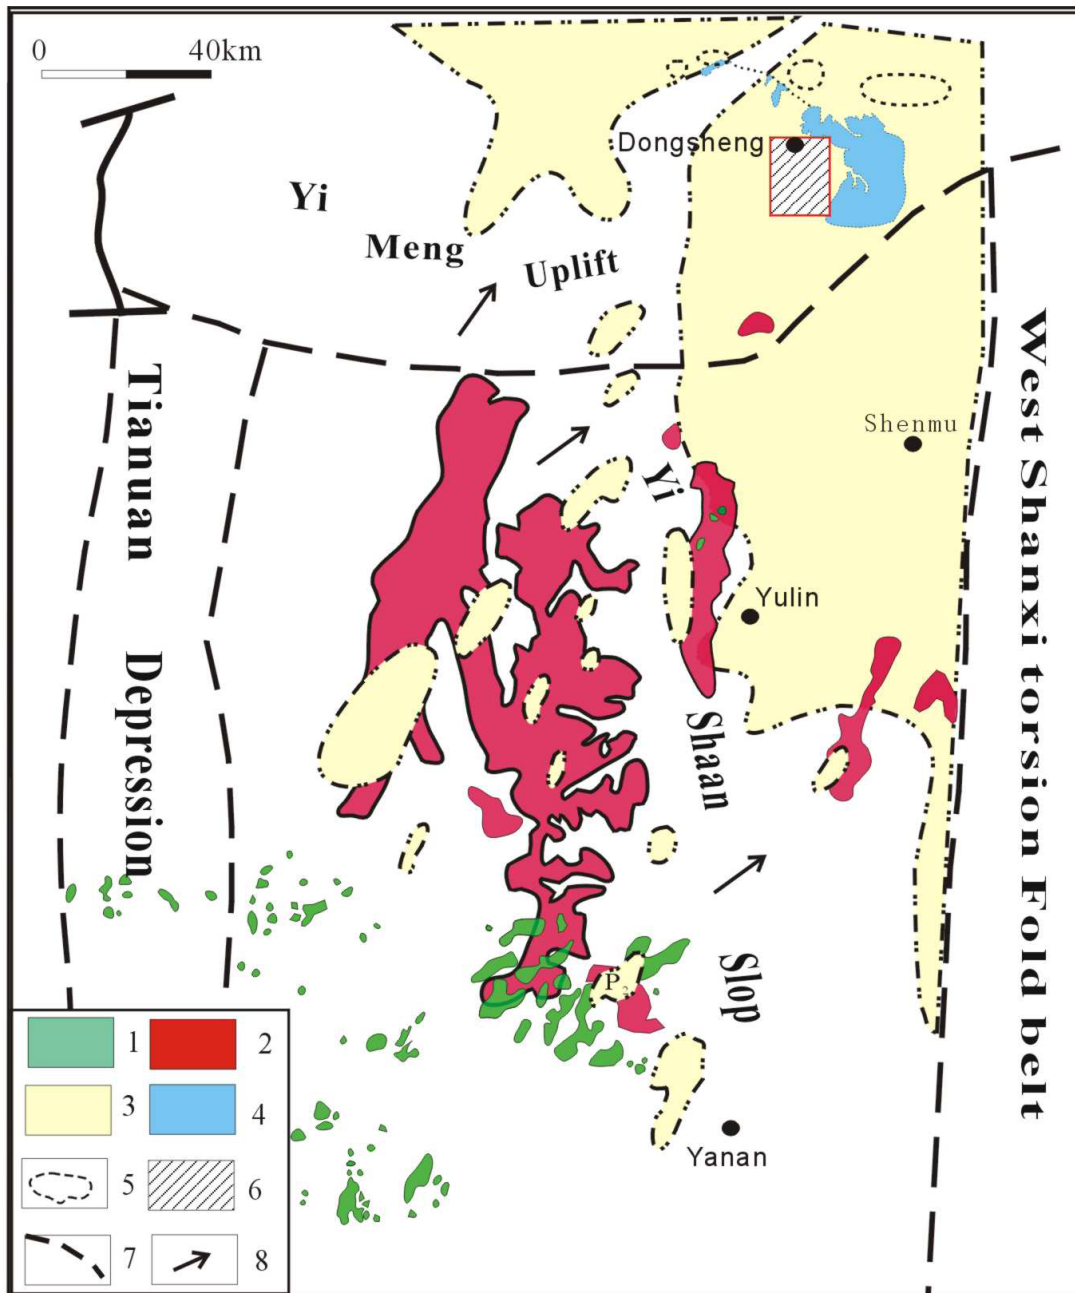 0 40km
Dongsheng
Yi
Meng
Uplift
Tianuan
Depression
Shenmu
Yi
Yulin
Shaan
Slop
P2
Yanan
West Shanxi torsion Fold belt
1 2
3 4
5 6
7 8